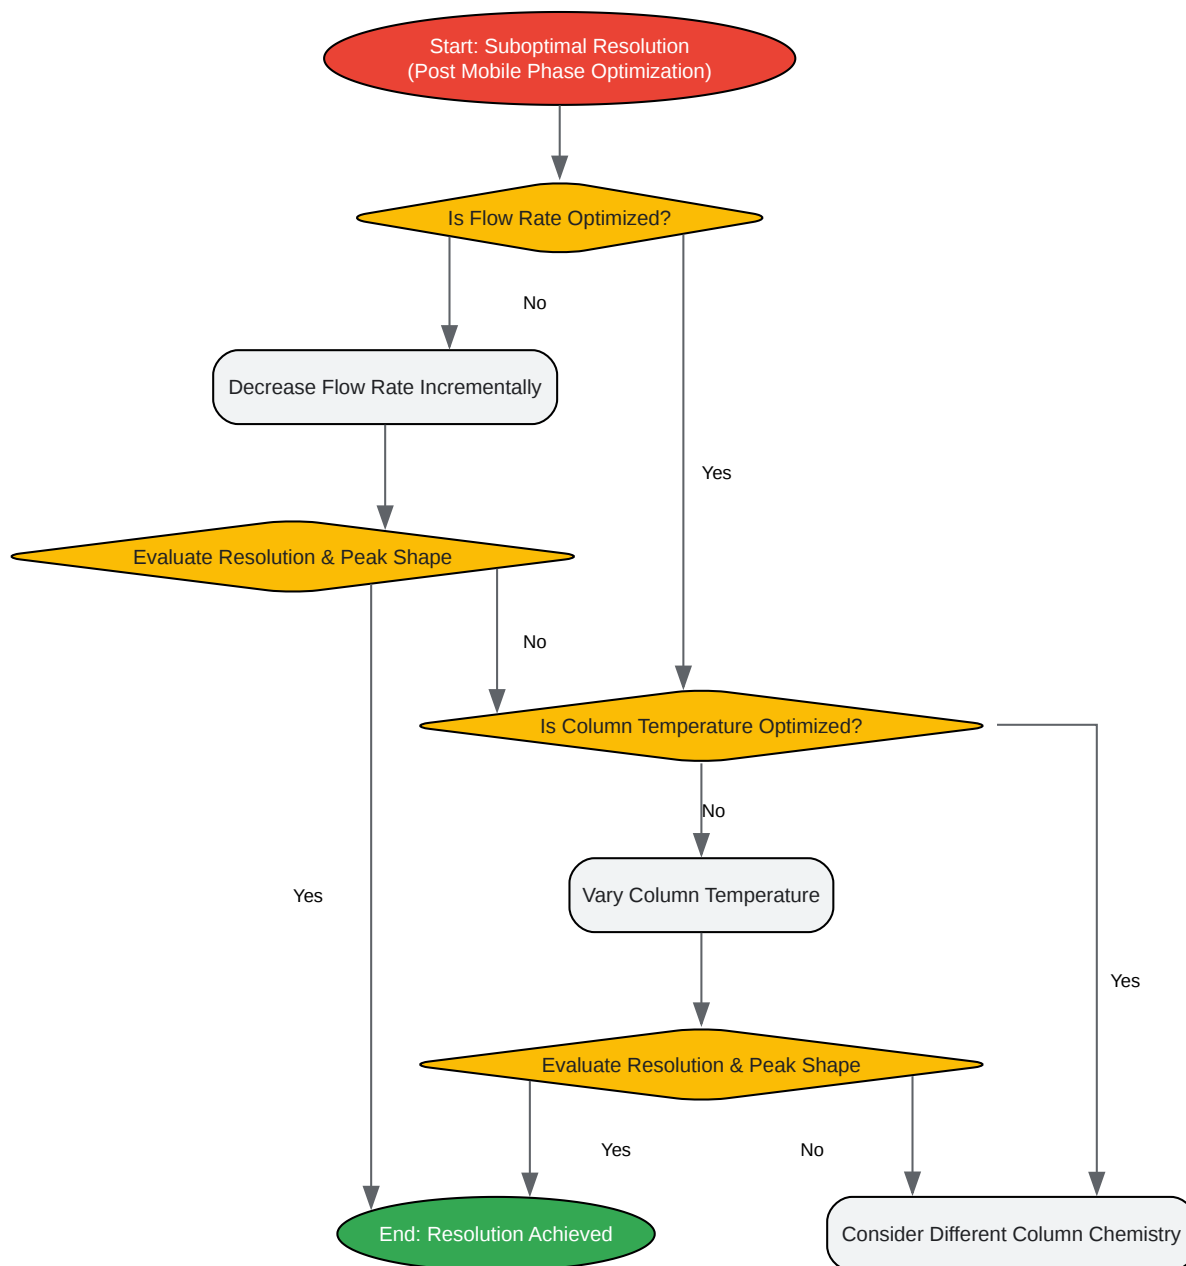 Start: Suboptimal Resolution
(Post Mobile Phase Optimization)
Is Flow Rate Optimized?
No
Decrease Flow Rate Incrementally
Yes
Evaluate Resolution & Peak Shape
No
Is Column Temperature Optimized?
No
Vary Column Temperature
Yes
Yes
Evaluate Resolution & Peak Shape
Yes
No
End: Resolution Achieved
Consider Different Column Chemistry